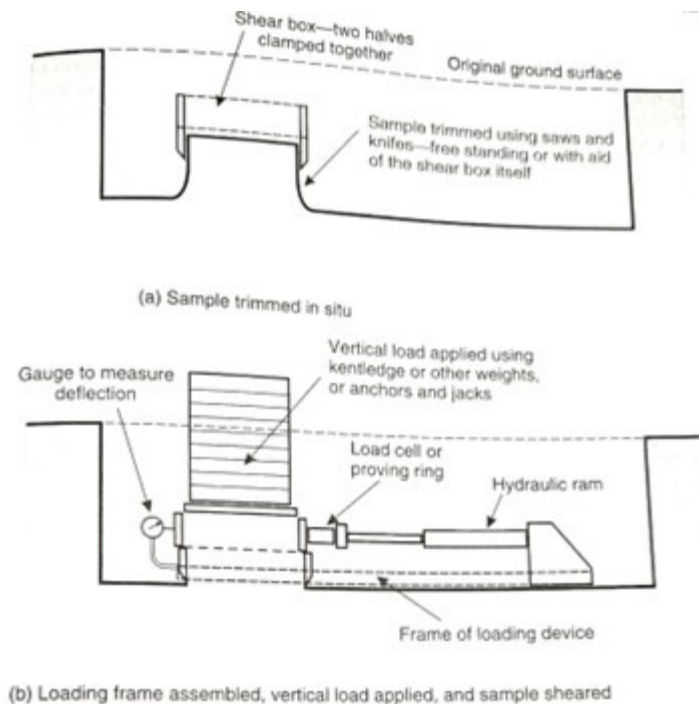 Shear box—two halves
clamped together
Original ground surface
Sample trimmed using saws and
knifes—free standing or with aid
of the shear box itself
(a) Sample trimmed in situ
Vertical load applied using
kentledge or other weights,
or anchors and jacks
Gauge to measure
deflection
Load cell or
proving ring
Hydraulic ram
Frame of loading device
(b) Loading frame assembled, vertical load applied, and sample sheared